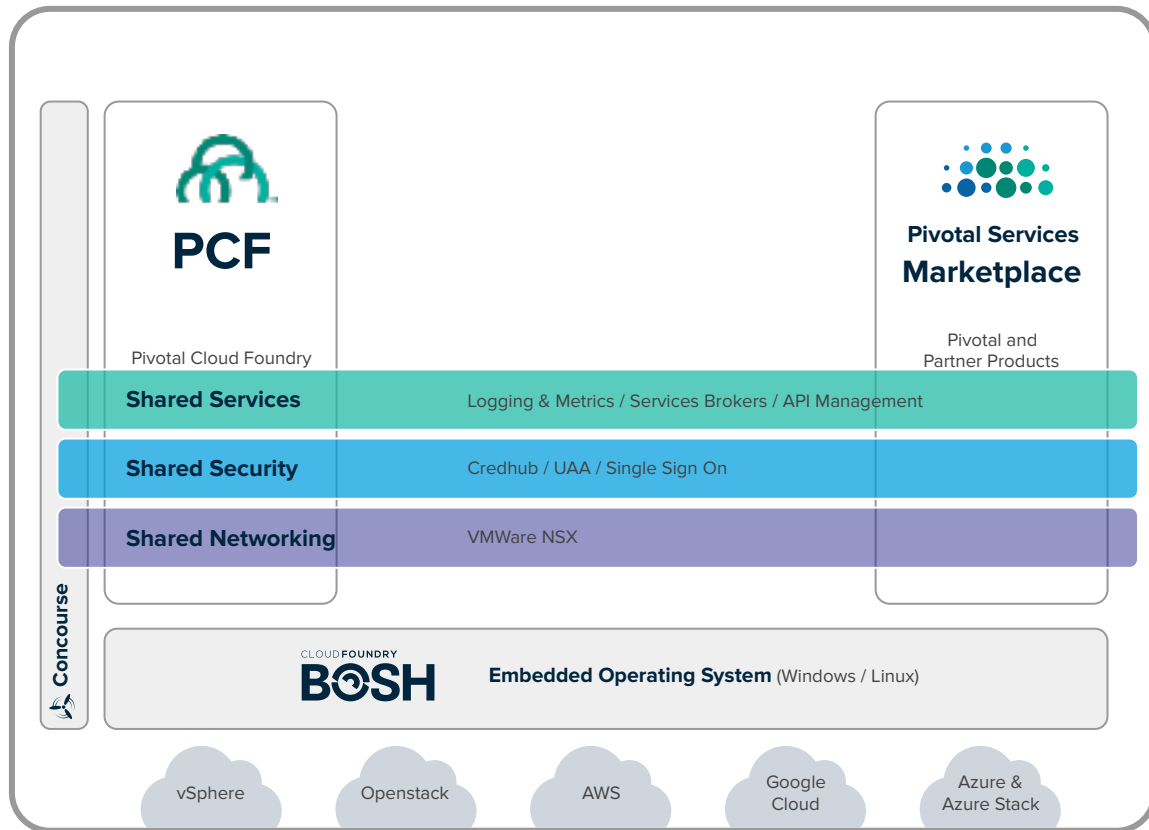 PCF
Pivotal Cloud Foundry
Pivotal Services
Marketplace
Pivotal and
Partner Products
Shared Services
Logging & Metrics / Services Brokers / API Management
Shared Security
Credhub / UAA / Single Sign On
Shared Networking
VMWare NSX
Concourse
CLOUDFOUNDRY
BOSH
Embedded Operating System (Windows / Linux)
vSphere
Openstack
AWS
Google
Cloud
Azure &
Azure Stack